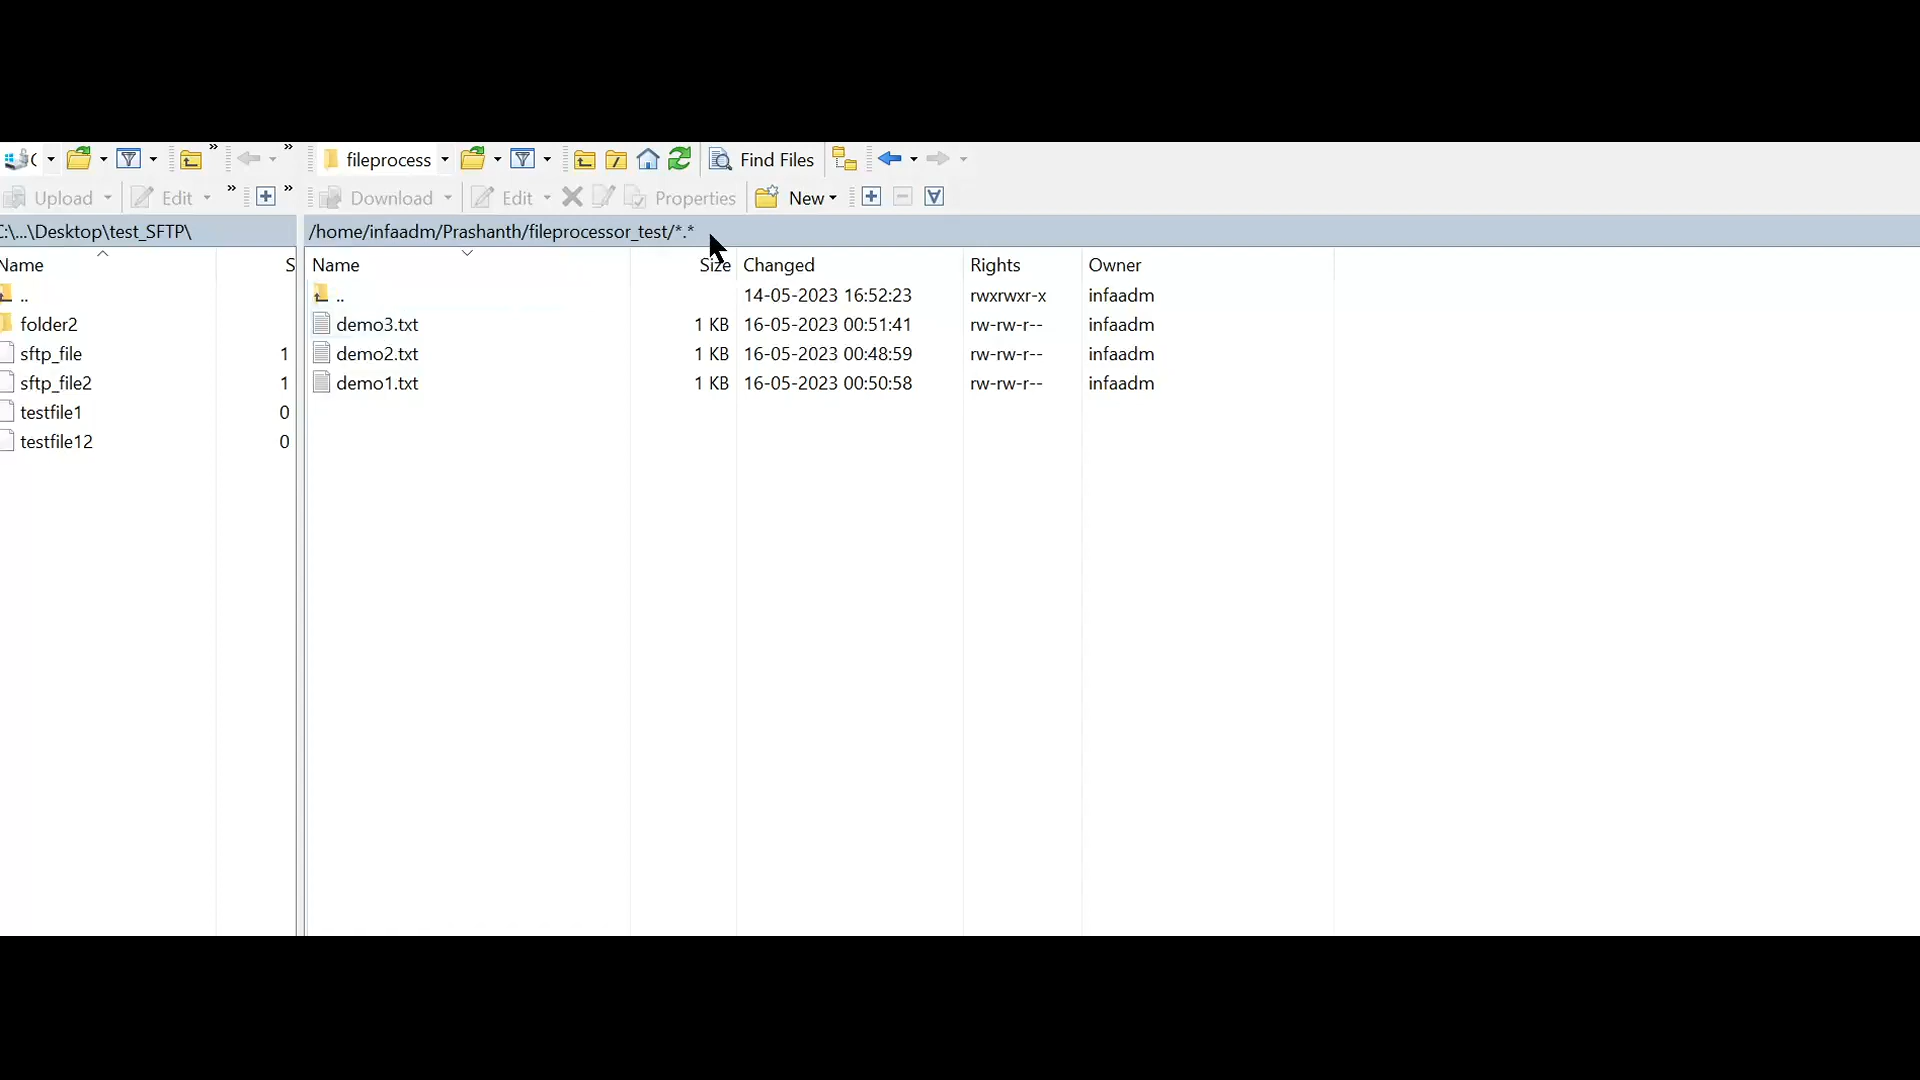 fileprocess Find Files
Upload Edit Download Edit Properties New
C:\...\Desktop\test_SFTP\ /home/infaadm/Prashanth/fileprocessor_test/*.*
Name S Name Size Changed Rights Owner
.. .. 14-05-2023 16:52:23 rwxrwxr-x infaadm
folder2 demo3.txt 1 KB 16-05-2023 00:51:41 rw-rw-r-- infaadm
sftp_file 1 demo2.txt 1 KB 16-05-2023 00:48:59 rw-rw-r-- infaadm
sftp_file2 1 demo1.txt 1 KB 16-05-2023 00:50:58 rw-rw-r-- infaadm
testfile1 0
testfile12 0